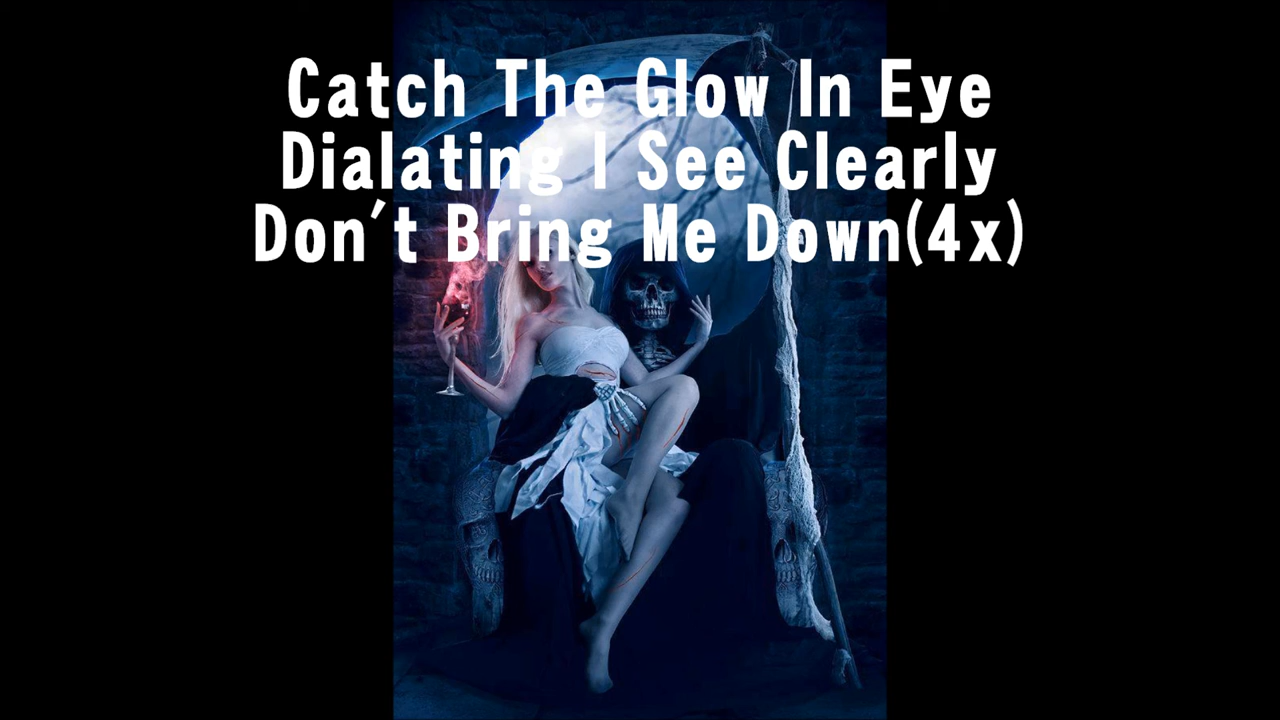 Catch The Glow In Eye
Dialating I See Clearly
Don't Bring Me Down(4x)